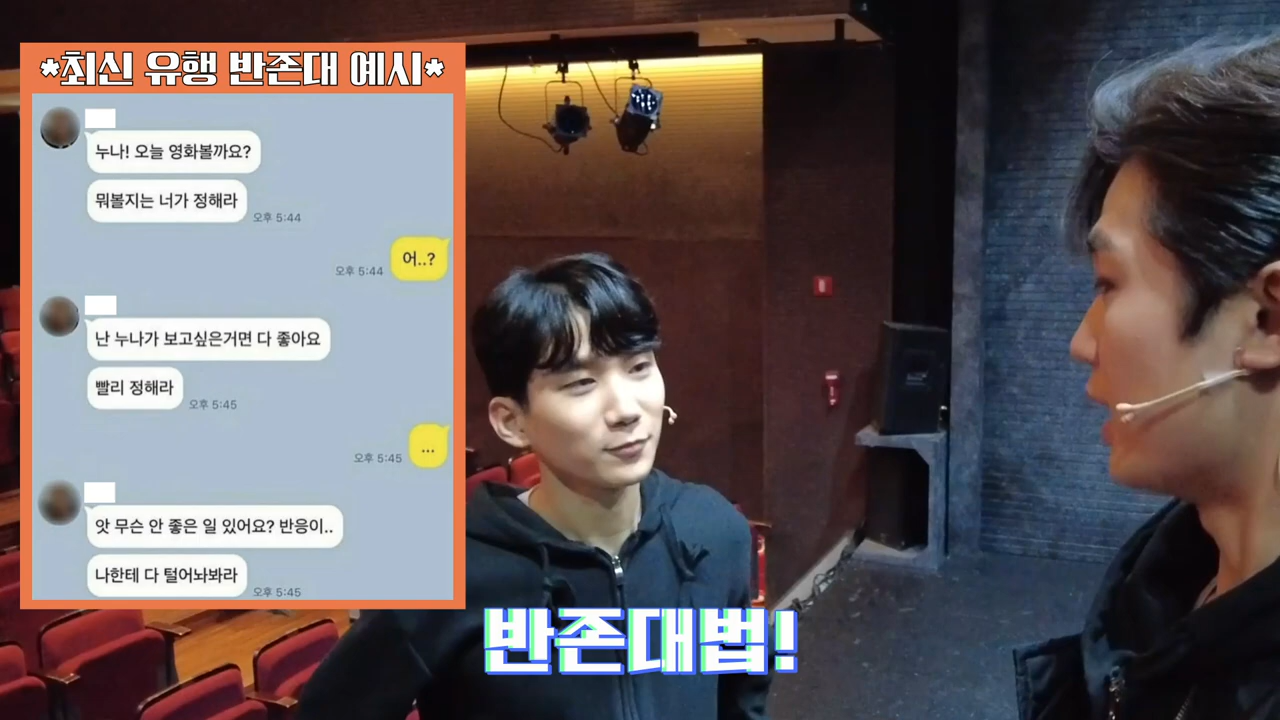 *최신 유행 반존대 예시*
누나! 오늘 영화볼까요?
뭐볼지는 너가 정해라
오후 5:44
어..?
오후 5:44
난 누나가 보고싶은거면 다 좋아요
빨리 정해라
오후 5:45
...
오후 5:45
앗 무슨 안 좋은 일 있어요? 반응이..
나한테 다 털어놔봐라
오후 5:45
반존대법!